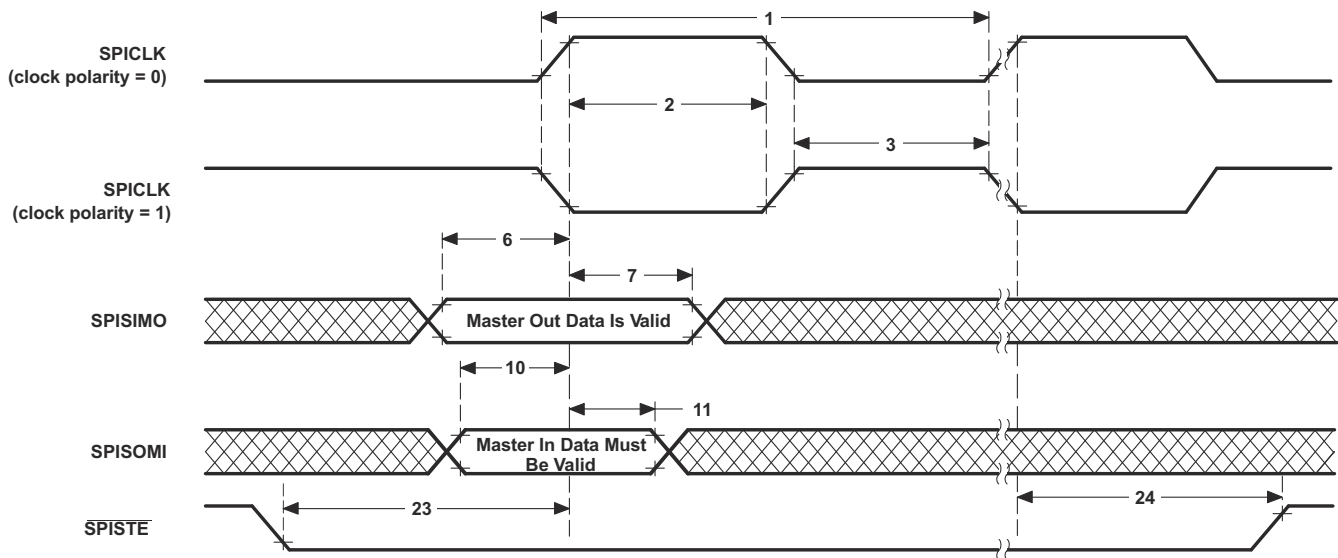 1
SPICLK
(clock polarity = 0)
2
3
SPICLK
(clock polarity = 1)
6
7
SPISIMO
Master Out Data Is Valid
10
11
SPISOMI
Master In Data Must
Be Valid
24
23
SPISTE